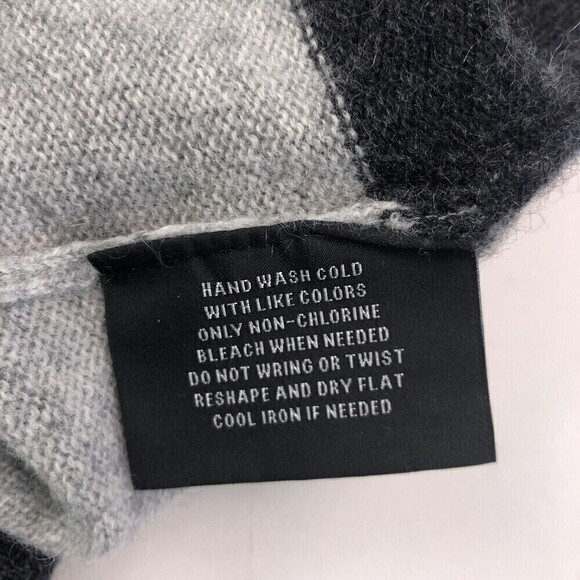 HAND WASH COLD
WITH LIKE COLORS
ONLY NON-CHLORINE
BLEACH WHEN NEEDED
DO NOT WRING OR TWIST
RESHAPE AND DRY FLAT
COOL IRON IF NEEDED